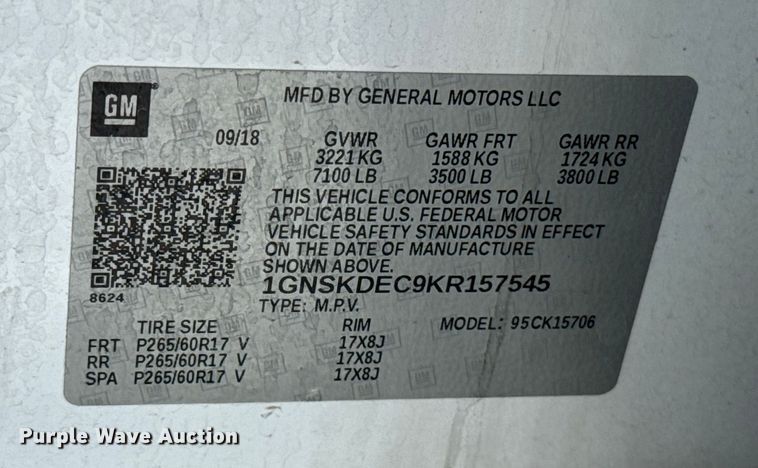 GM
MFD BY GENERAL MOTORS LLC
09/18 GVWR GAWR FRT GAWR RR
3221 KG 1588 KG 1724 KG
7100 LB 3500 LB 3800 LB
THIS VEHICLE CONFORMS TO ALL
APPLICABLE U.S. FEDERAL MOTOR
VEHICLE SAFETY STANDARDS IN EFFECT
ON THE DATE OF MANUFACTURE
SHOWN ABOVE.
8624
1GNSKDEC9KR157545
TYPE: M.P.V.
TIRE SIZE RIM MODEL: 95CK15706
FRT P265/60R17 V 17X8J
RR P265/60R17 V 17X8J
SPA P265/60R17 V 17X8J
Purple Wave Auction